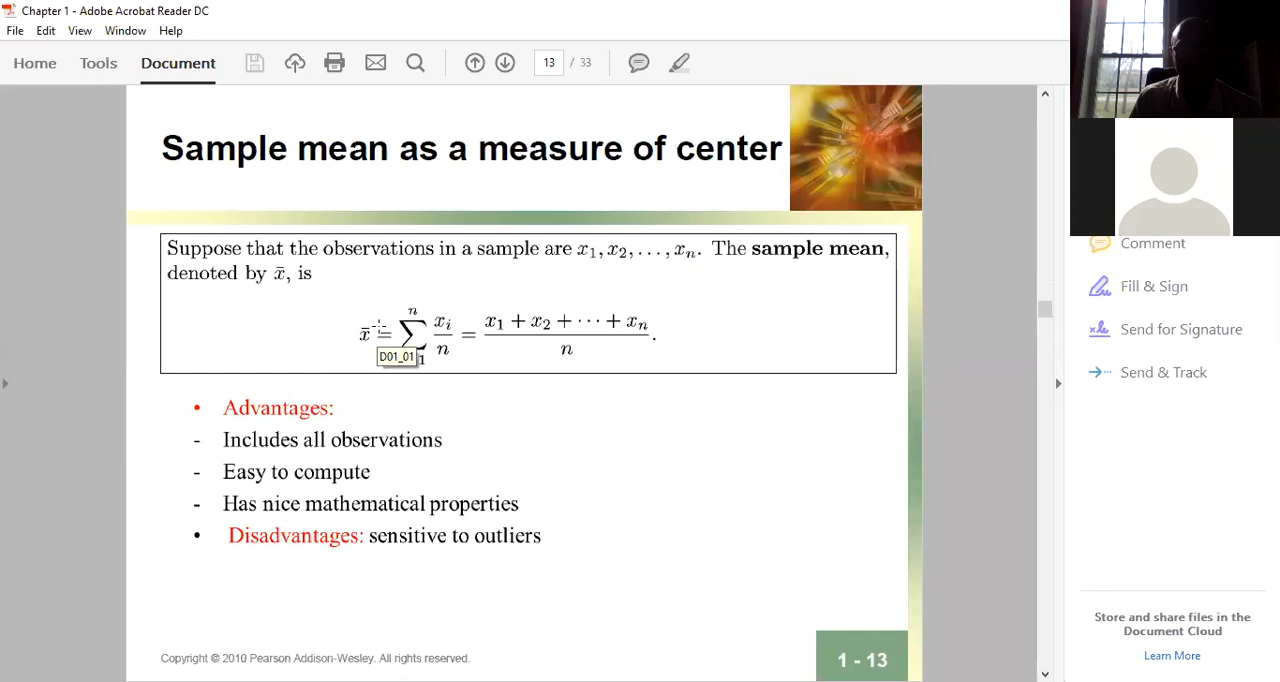 Chapter 1 - Adobe Acrobat Reader DC
File Edit View Window Help
Home Tools Document 13 / 33
Sample mean as a measure of center
Suppose that the observations in a sample are x₁, x₂, . . . , xₙ. The sample mean,
denoted by x̄, is
x̄ = ∑ⁿ xᵢ/n = (x₁ + x₂ + · · · + xₙ)/n.
D01_01
1
• Advantages:
- Includes all observations
- Easy to compute
- Has nice mathematical properties
• Disadvantages: sensitive to outliers
Copyright © 2010 Pearson Addison-Wesley. All rights reserved.
1 - 13
Comment
Fill & Sign
Send for Signature
Send & Track
Store and share files in the
Document Cloud
Learn More